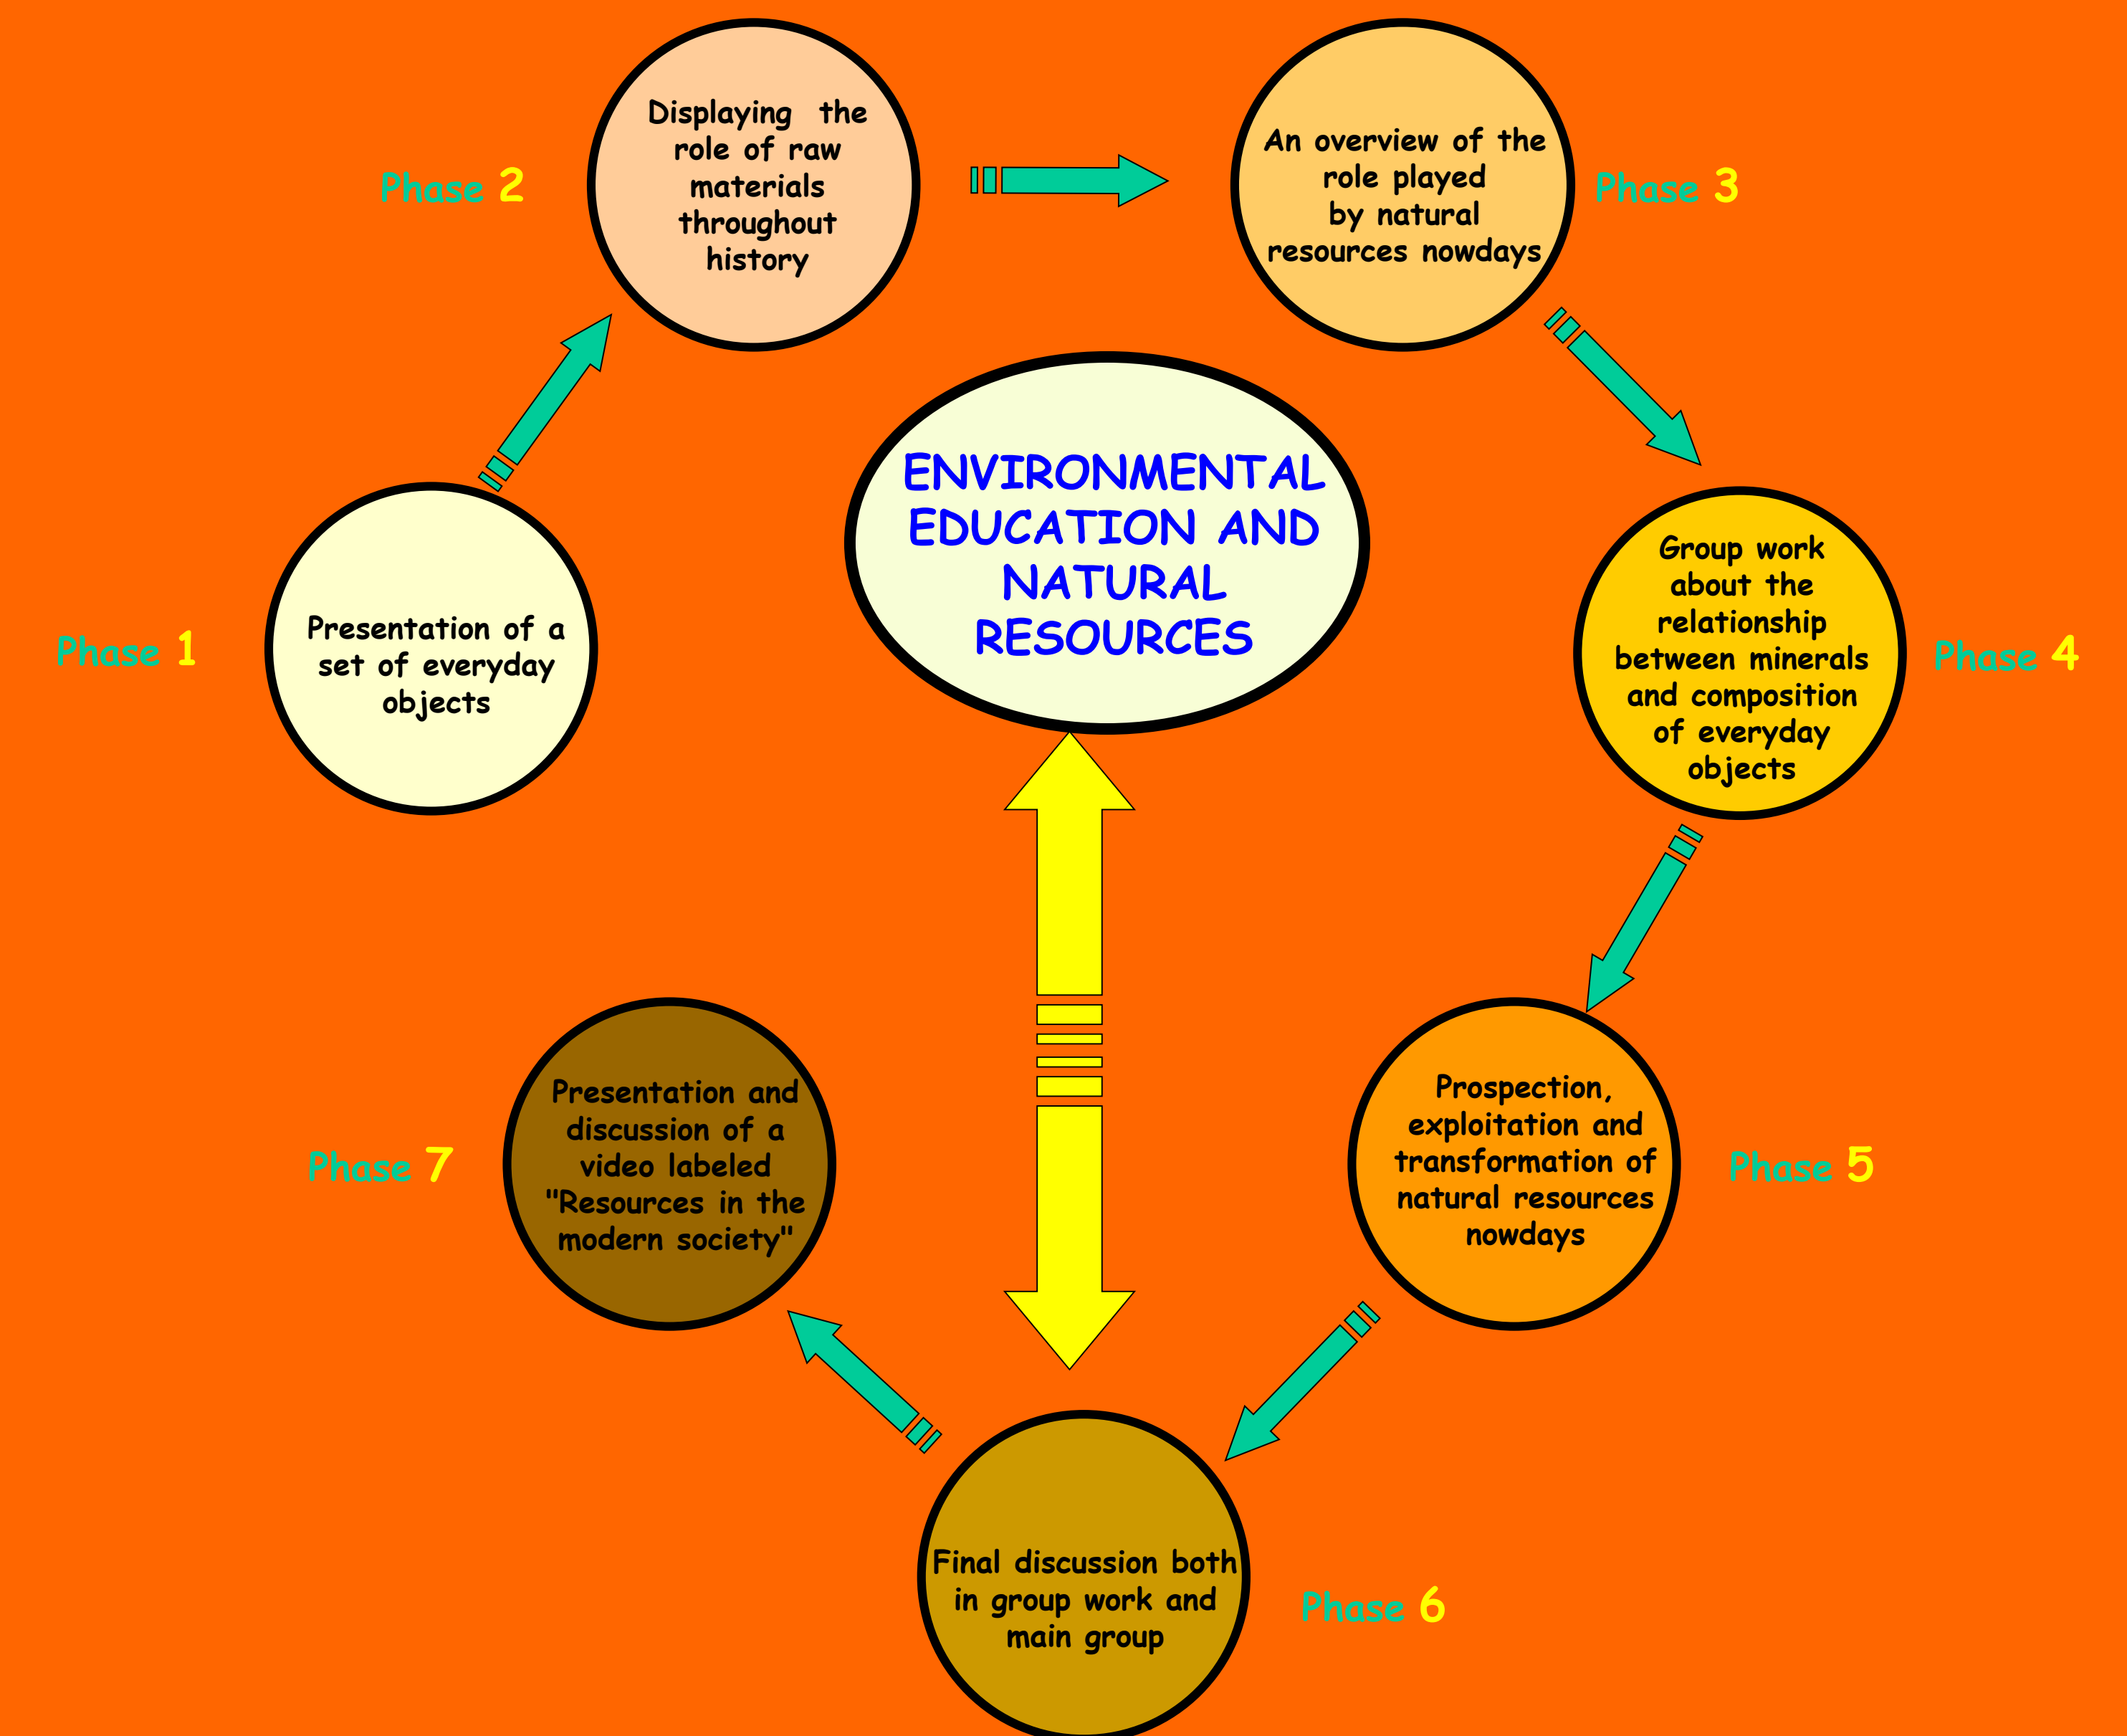 Phase 1
Presentation of a
set of everyday
objects
Phase 2
Displaying the
role of raw
materials
throughout
history
Phase 3
An overview of the
role played
by natural
resources nowdays
Phase 4
Group work
about the
relationship
between minerals
and composition
of everyday
objects
Phase 5
Prospection,
exploitation and
transformation of
natural resources
nowdays
Phase 6
Final discussion both
in group work and
main group
Phase 7
Presentation and
discussion of a
video labeled
"Resources in the
modern society"
ENVIRONMENTAL
EDUCATION AND
NATURAL
RESOURCES